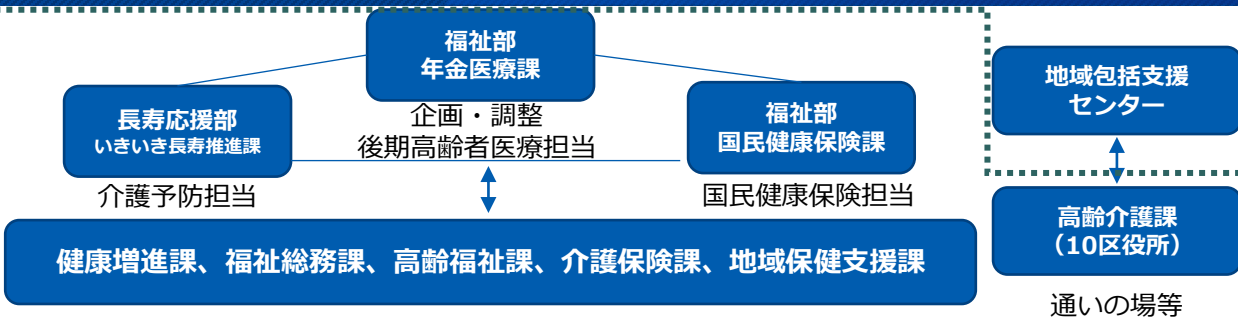 福祉部
年金医療課
企画・調整
後期高齢者医療担当
長寿応援部
いきいき長寿推進課
介護予防担当
福祉部
国民健康保険課
国民健康保険担当
地域包括支援
センター
健康増進課、福祉総務課、高齢福祉課、介護保険課、地域保健支援課
高齢介護課
（10区役所）
通いの場等